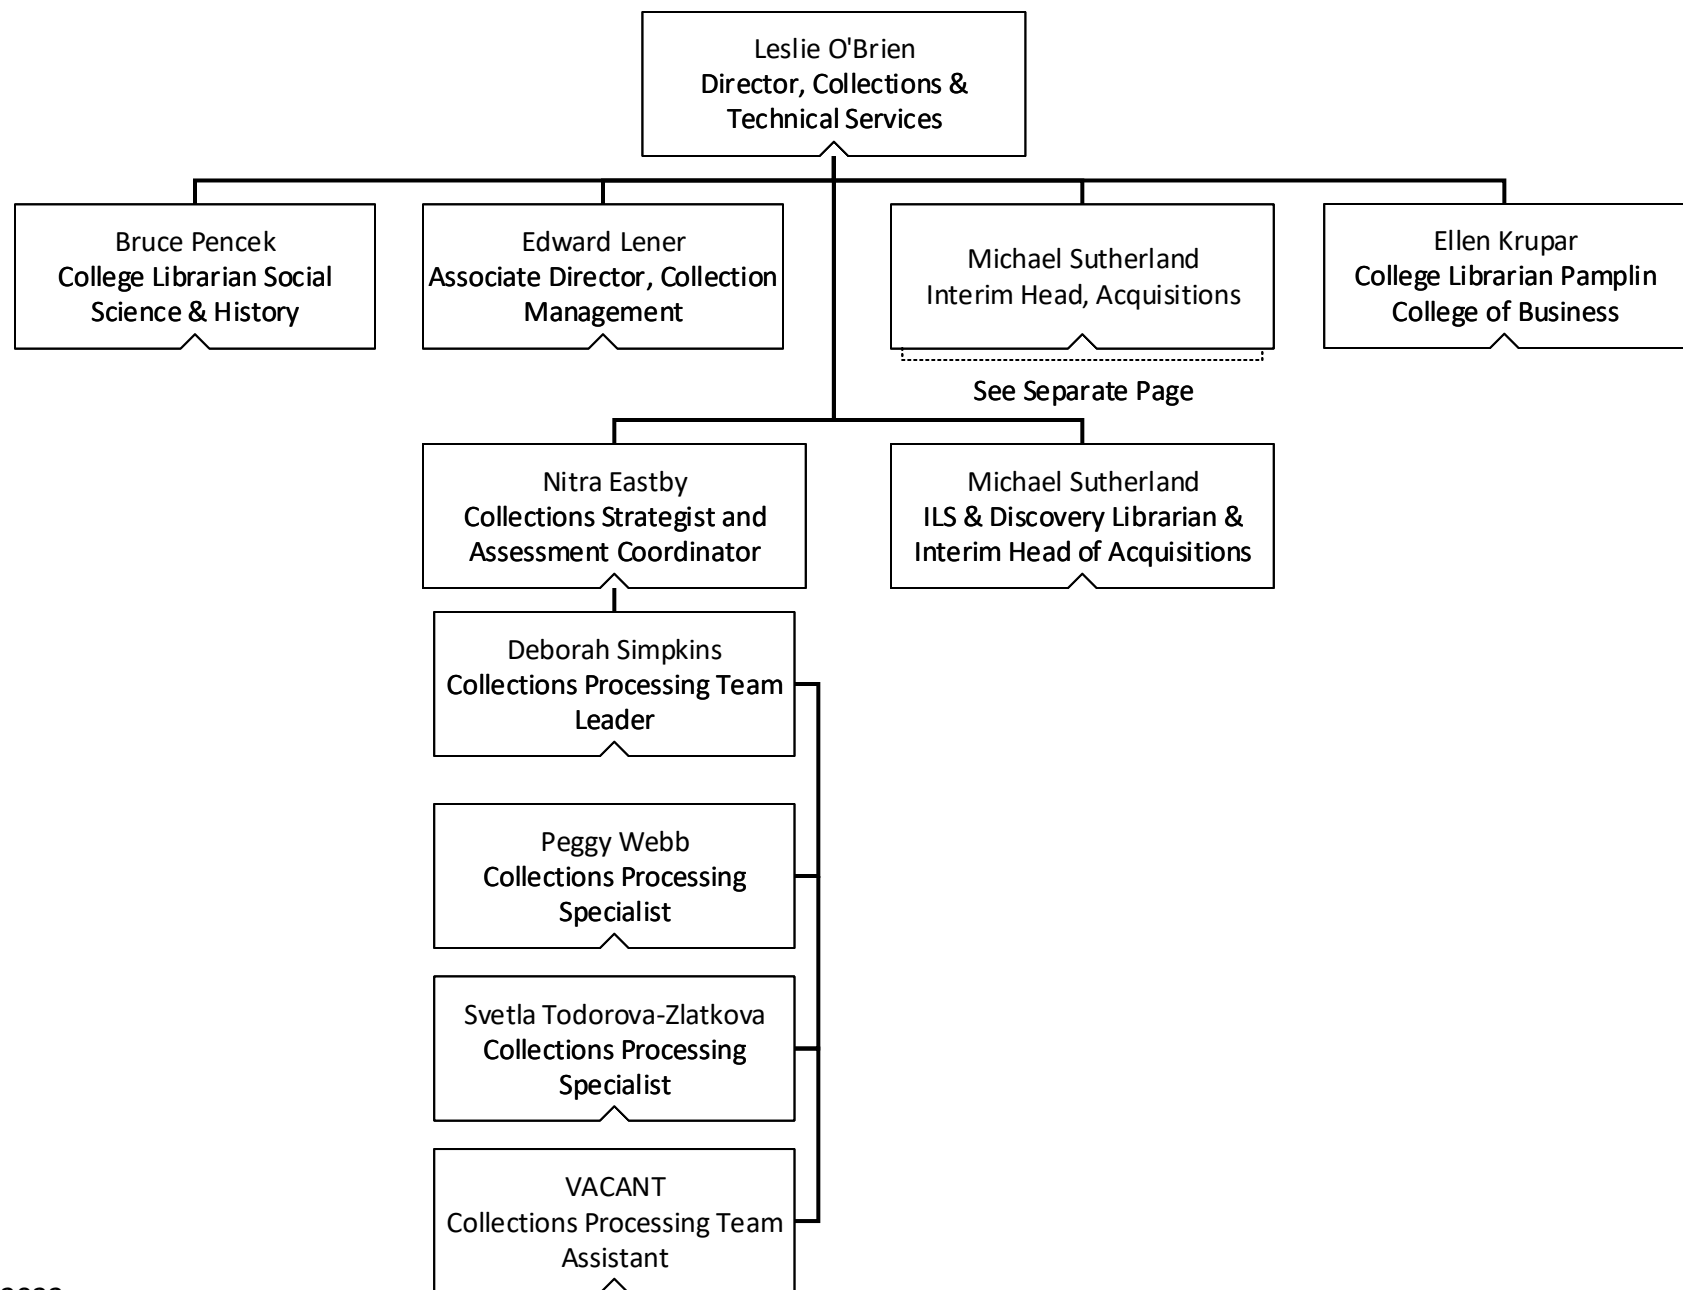 Leslie O'Brien
Director, Collections &
Technical Services
Bruce Pencek
College Librarian Social
Science & History
Edward Lener
Associate Director, Collection
Management
Michael Sutherland
Interim Head, Acquisitions
Ellen Krupar
College Librarian Pamplin
College of Business
See Separate Page
Nitra Eastby
Collections Strategist and
Assessment Coordinator
Michael Sutherland
ILS & Discovery Librarian &
Interim Head of Acquisitions
Deborah Simpkins
Collections Processing Team
Leader
Peggy Webb
Collections Processing
Specialist
Svetla Todorova-Zlatkova
Collections Processing
Specialist
VACANT
Collections Processing Team
Assistant